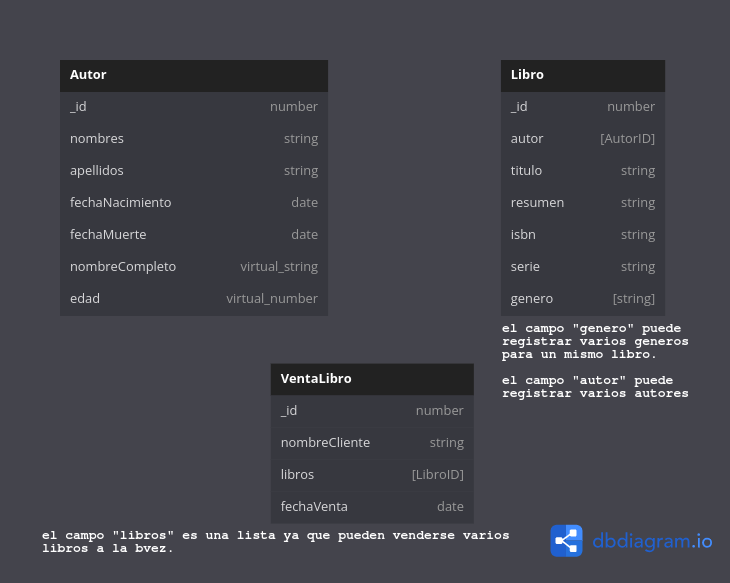 Autor
_id number
nombres string
apellidos string
fechaNacimiento date
fechaMuerte date
nombreCompleto virtual_string
edad virtual_number
Libro
_id number
autor [AutorID]
titulo string
resumen string
isbn string
serie string
genero [string]
el campo "genero" puede
registrar varios generos
para un mismo libro.
el campo "autor" puede
registrar varios autores
VentaLibro
_id number
nombreCliente string
libros [LibroID]
fechaVenta date
el campo "libros" es una lista ya que pueden venderse varios
libros a la bvez.
dbdiagram.io